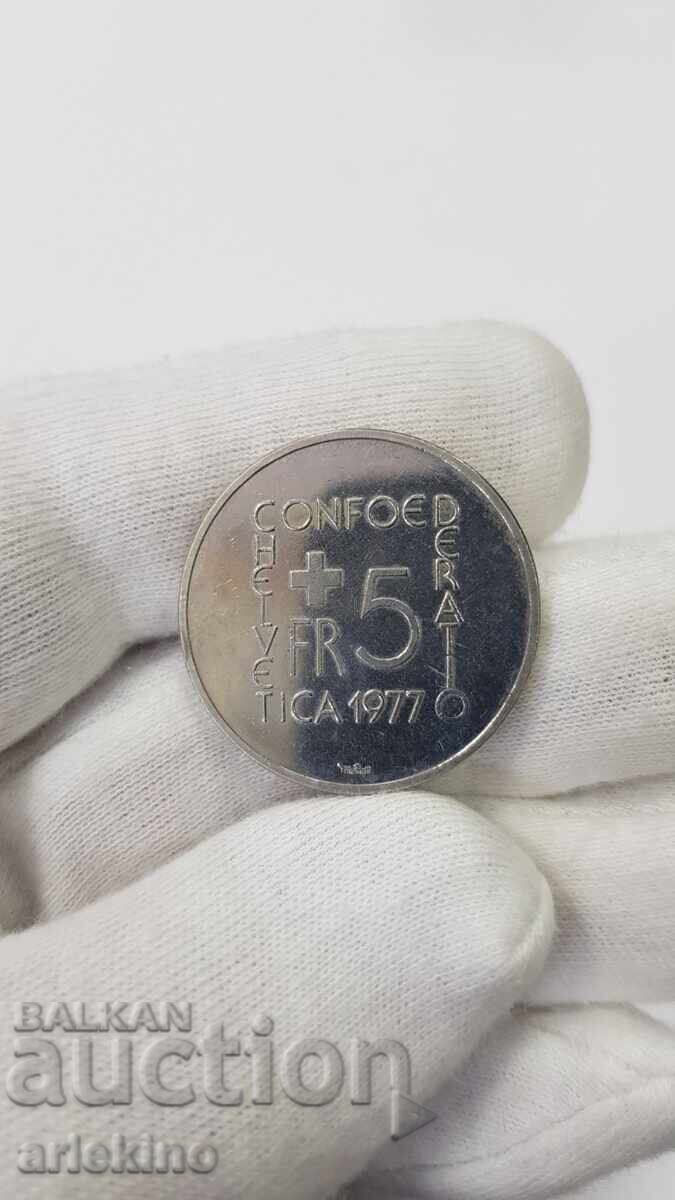 CONFOEDERATIO
HELVETICA 1977
FR 5
BALKAN
auction
arlekino